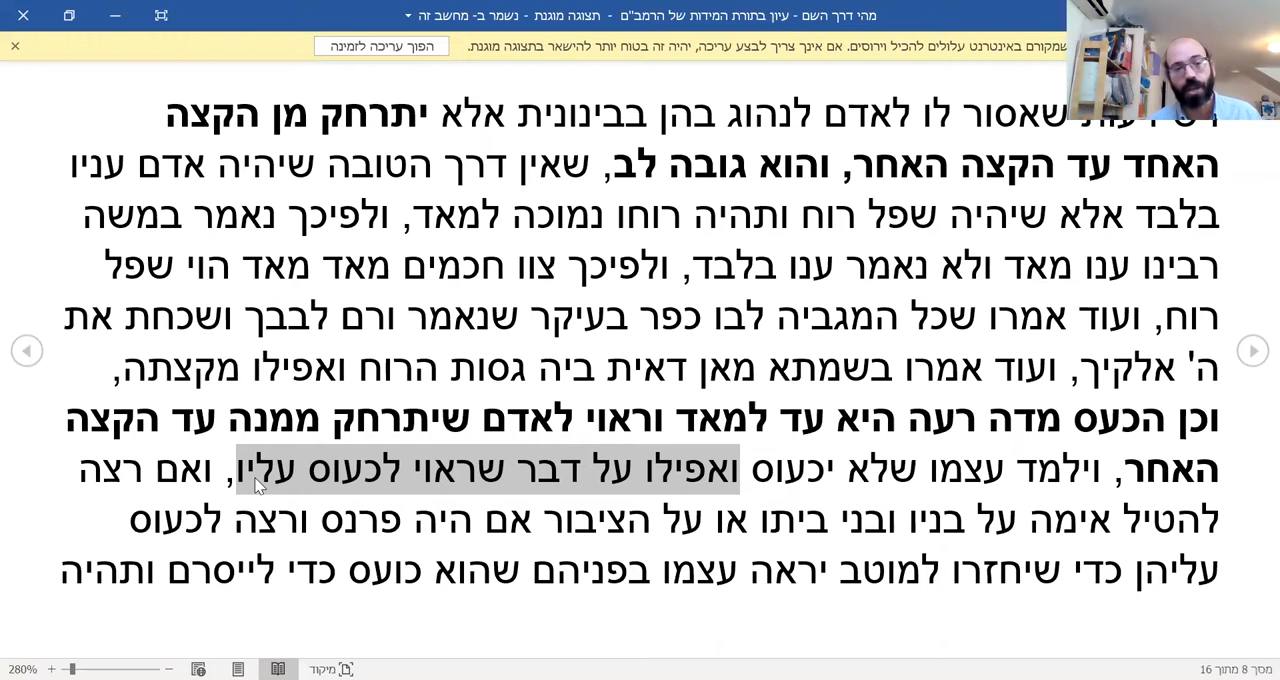 מהי דרך השם - עיון בתורת המידות של הרמב"ם - תצוגה מוגנת - נשמר ב- מחשב זה
שמקורם באינטרנט עלולים להכיל וירוסים. אם אינך צריך לבצע עריכה, יהיה זה בטוח יותר להישאר בתצוגה מוגנת.
הפוך עריכה לזמינה
שאסור לו לאדם לנהוג בהן בבינונית אלא יתרחק מן הקצה
האחד עד הקצה האחר, והוא גובה לב, שאין דרך הטובה שיהיה אדם עניו
בלבד אלא שיהיה שפל רוח ותהיה רוחו נמוכה למאד, ולפיכך נאמר במשה
רבינו ענו מאד ולא נאמר ענו בלבד, ולפיכך צוו חכמים מאד מאד הוי שפל
רוח, ועוד אמרו שכל המגביה לבו כפר בעיקר שנאמר ורם לבבך ושכחת את
ה' אלקיך, ועוד אמרו בשמתא מאן דאית ביה גסות הרוח ואפילו מקצתה,
וכן הכעס מדה רעה היא עד למאד וראוי לאדם שיתרחק ממנה עד הקצה
האחר, וילמד עצמו שלא יכעוס ואפילו על דבר שראוי לכעוס עליו, ואם רצה
להטיל אימה על בניו ובני ביתו או על הציבור אם היה פרנס ורצה לכעוס
עליהן כדי שיחזרו למוטב יראה עצמו בפניהם שהוא כועס כדי לייסרם ותהיה
מסך 8 מתוך 16
מיקוד
280%